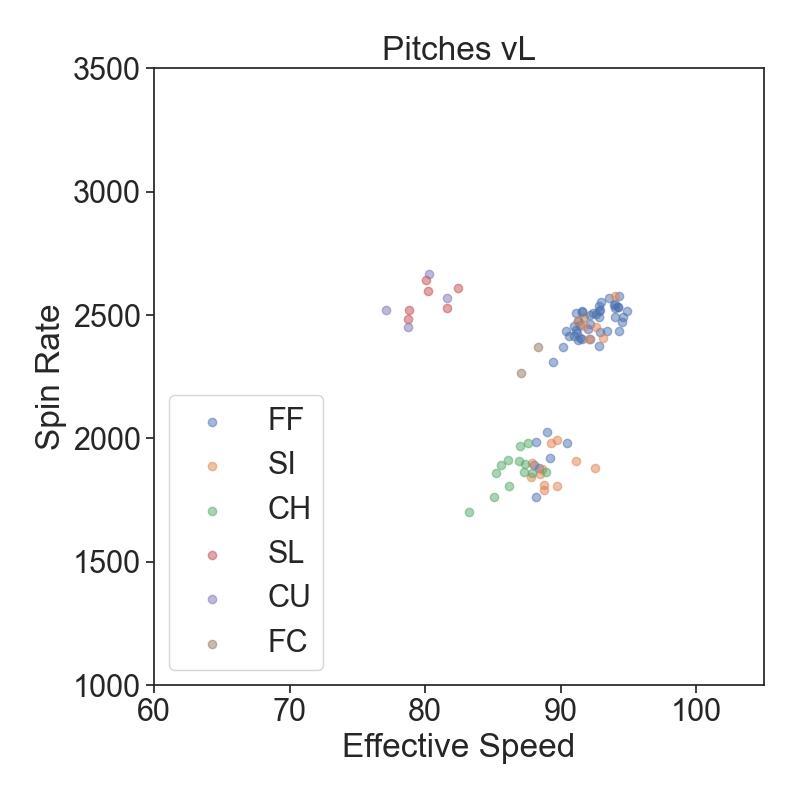 Pitches vL
3500
3000
2500
2000
1500
1000
Spin Rate
FF
SI
CH
SL
CU
FC
60 70 80 90 100
Effective Speed